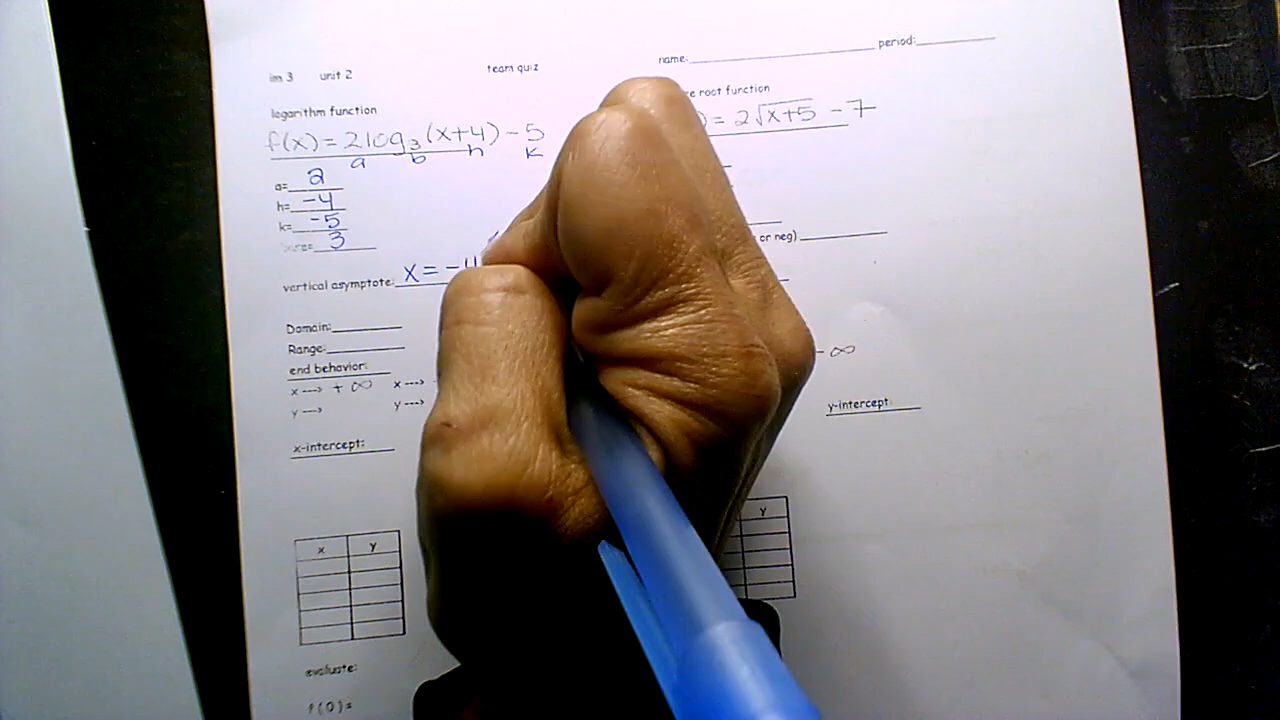 im 3 unit 2 team quiz name: period:
logarithm function
f(x) = 2log₃(x+4) - 5
a b h k
a= 2
h= -4
k= -5
base= 3
vertical asymptote: x = -4
Domain:
Range:
end behavior:
x ---> + ∞ x --->
y ---> y --->
x-intercept:
x y
evaluate:
f(0)=
root function
) = 2√x+5 - 7
or neg):
- ∞
y-intercept:
y